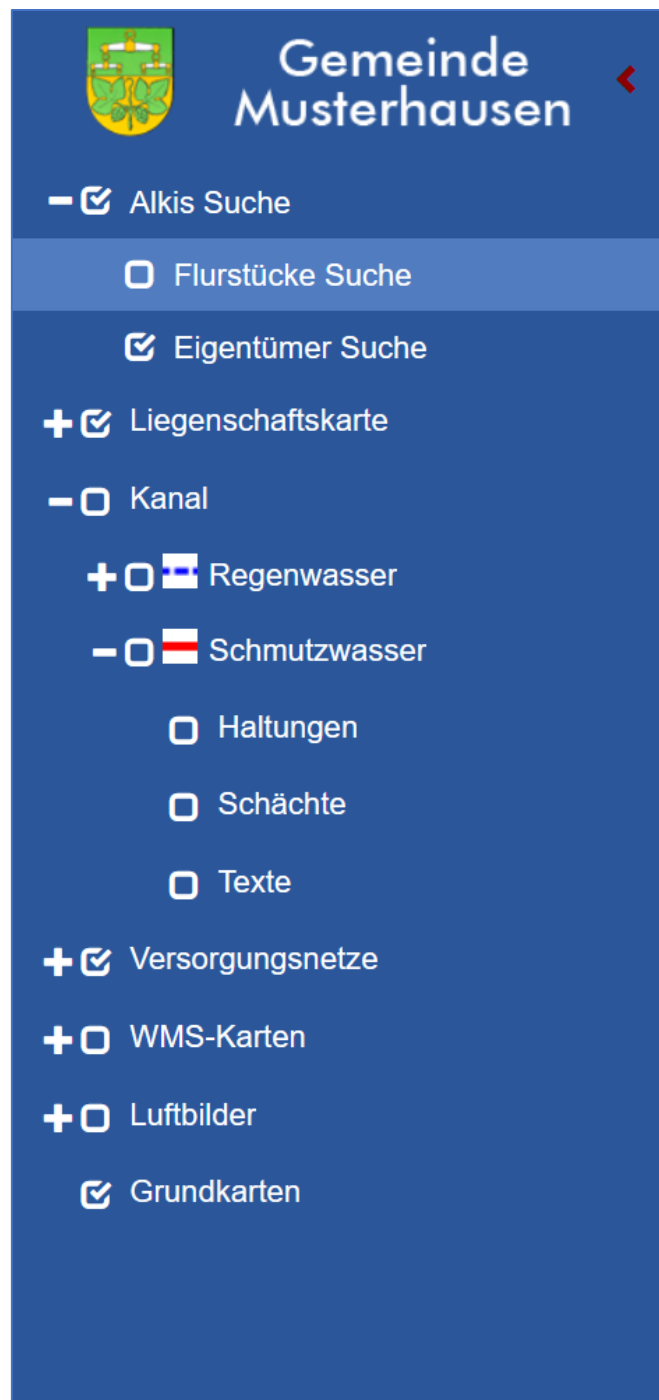 Gemeinde
Musterhausen
Alkis Suche
Flurstücke Suche
Eigentümer Suche
Liegenschaftskarte
Kanal
Regenwasser
Schmutzwasser
Haltungen
Schächte
Texte
Versorgungsnetze
WMS-Karten
Luftbilder
Grundkarten